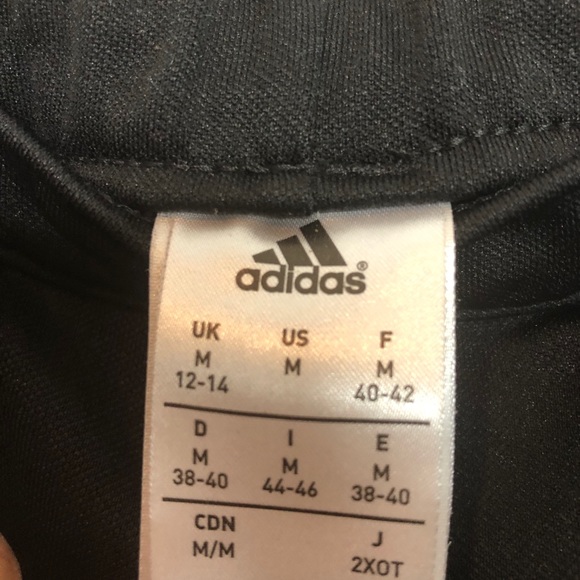 adidas®
UK US F
M M M
12-14 40-42
D I E
M M M
38-40 44-46 38-40
CDN J
M/M 2XOT